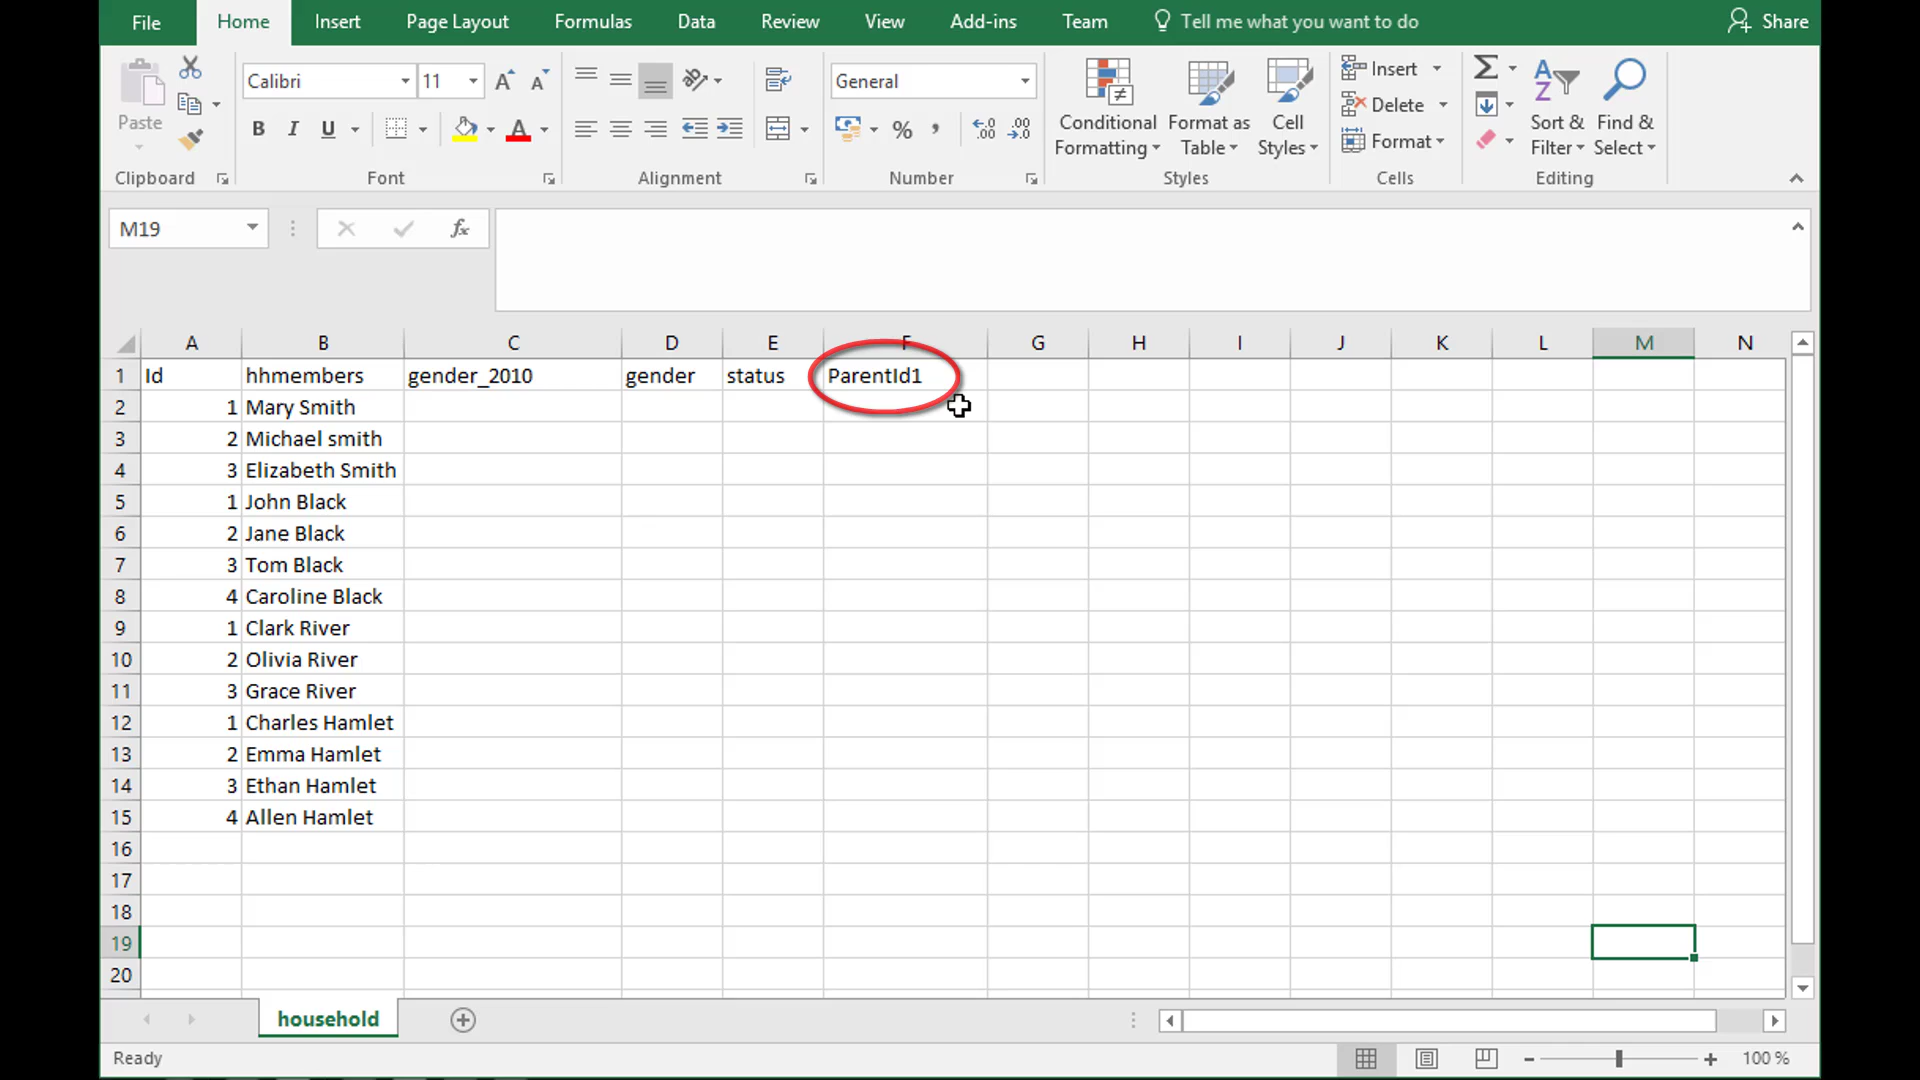 File Home Insert Page Layout Formulas Data Review View Add-ins Team Tell me what you want to do Share
Paste
Clipboard
Calibri 11
B I U
Font
Alignment
General
% , .00
Number
Conditional Formatting
Format as Table
Cell Styles
Styles
Insert
Delete
Format
Cells
Sort & Filter
Find & Select
Editing
M19 fx
A B C D E F G H I J K L M N
1 Id hhmembers gender_2010 gender status ParentId1
2 1 Mary Smith
3 2 Michael smith
4 3 Elizabeth Smith
5 1 John Black
6 2 Jane Black
7 3 Tom Black
8 4 Caroline Black
9 1 Clark River
10 2 Olivia River
11 3 Grace River
12 1 Charles Hamlet
13 2 Emma Hamlet
14 3 Ethan Hamlet
15 4 Allen Hamlet
16
17
18
19
20
household
Ready 100 %